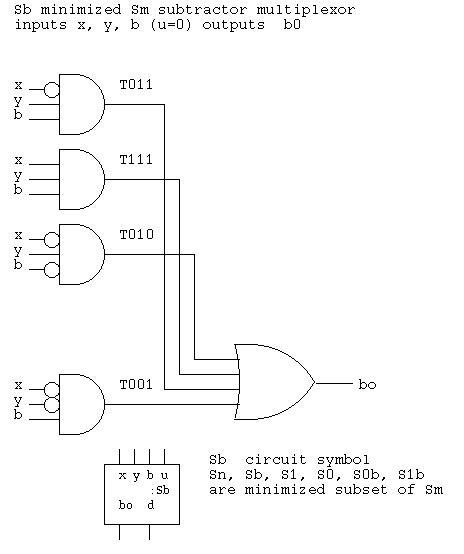 Sb minimized Sm subtractor multiplexor
inputs x, y, b (u=0) outputs b0
x
y
b
T011
x
y
b
T111
x
y
b
T010
x
y
b
T001
bo
Sb circuit symbol
Sn, Sb, S1, S0, S0b, S1b
are minimized subset of Sm
x y b u
:Sb
bo d